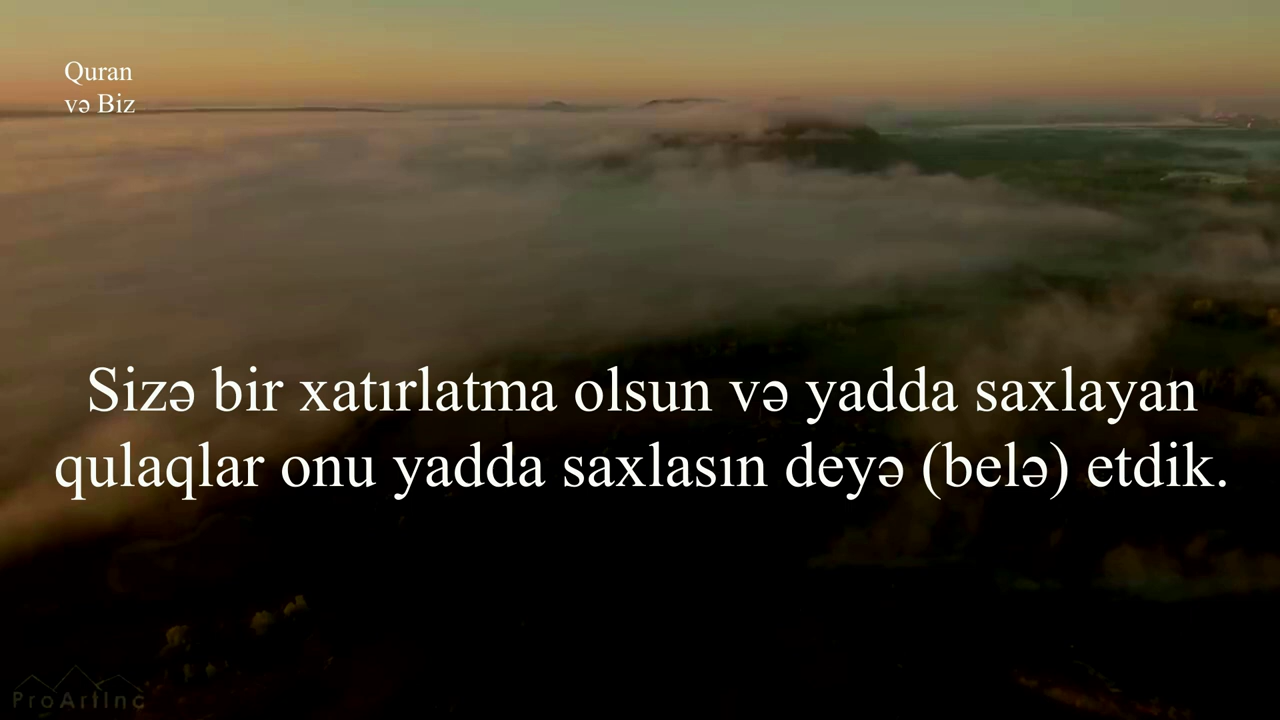 Quran
və Biz
Sizə bir xatırlatma olsun və yadda saxlayan
qulaqlar onu yadda saxlasın deyə (belə) etdik.
ProArtInc